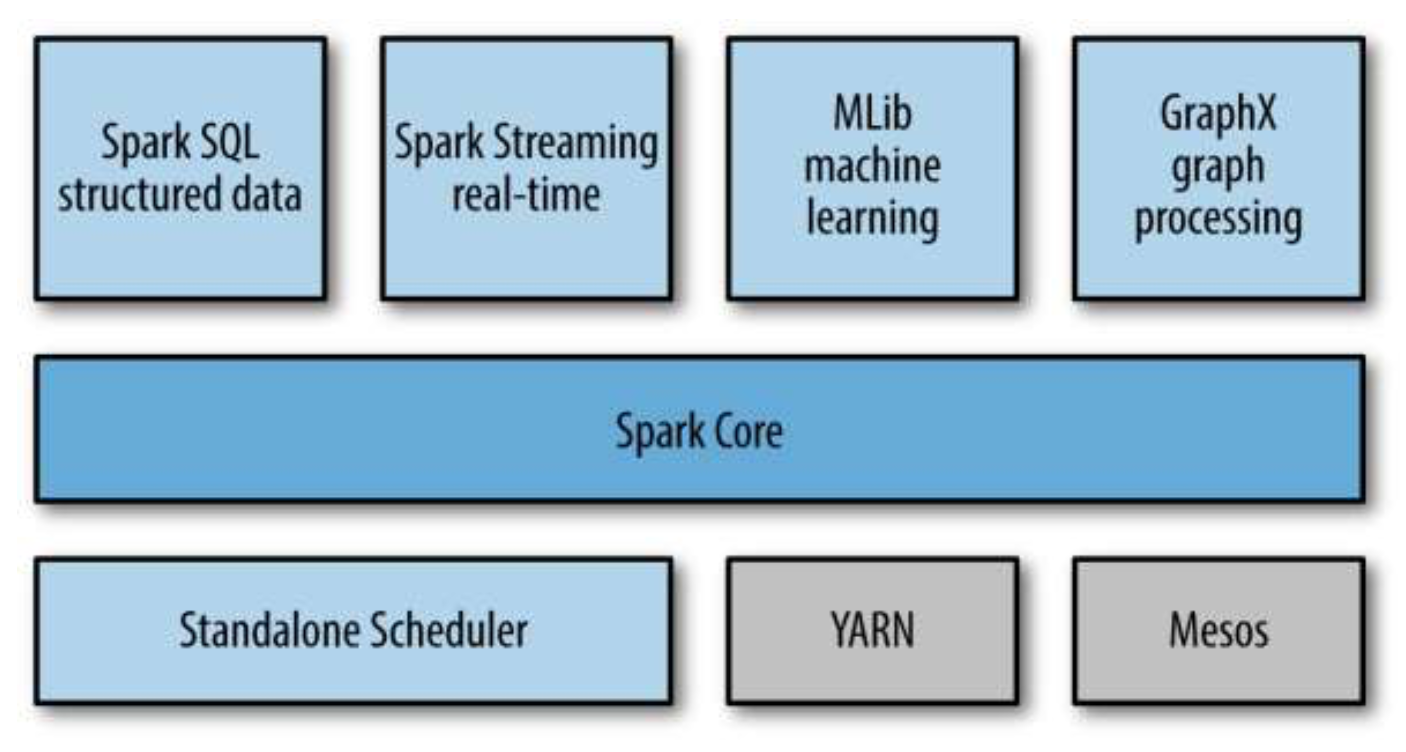 Spark SQL
structured data
Spark Streaming
real-time
MLib
machine
learning
GraphX
graph
processing
Spark Core
Standalone Scheduler
YARN
Mesos